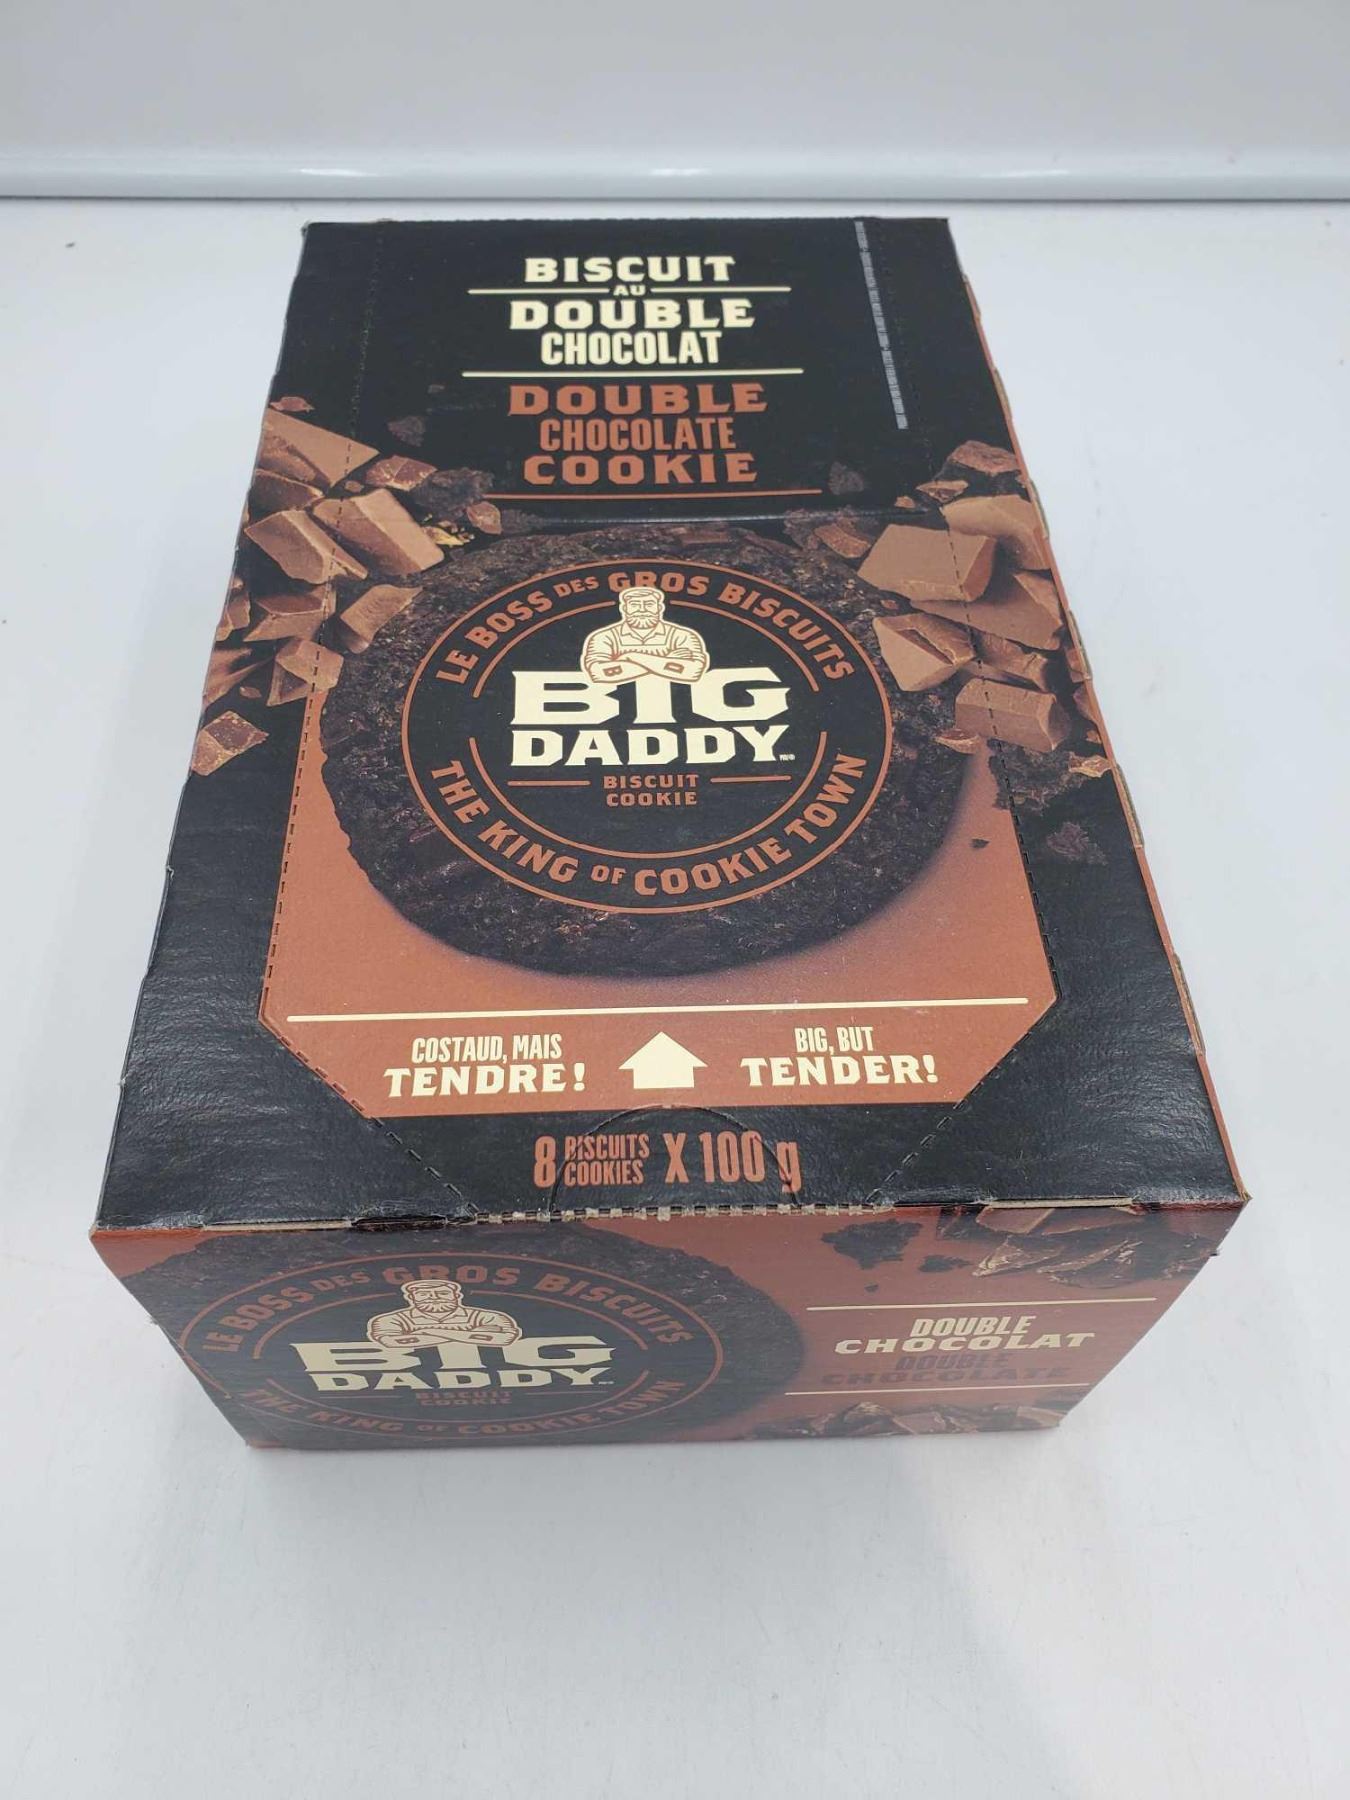 BISCUIT
AU
DOUBLE
CHOCOLAT
DOUBLE
CHOCOLATE
COOKIE
LE BOSS DES GROS BISCUITS
B D
BIG
DADDY
BISCUIT
COOKIE
THE KING OF COOKIE TOWN
COSTAUD, MAIS
TENDRE!
BIG, BUT
TENDER!
8 BISCUITS
COOKIES X 100 g
LE BOSS DES GROS BISCUITS
B D
BIG
DADDY
BISCUIT
COOKIE
THE KING OF COOKIE TOWN
DOUBLE
CHOCOLAT
DOUBLE
CHOCOLATE